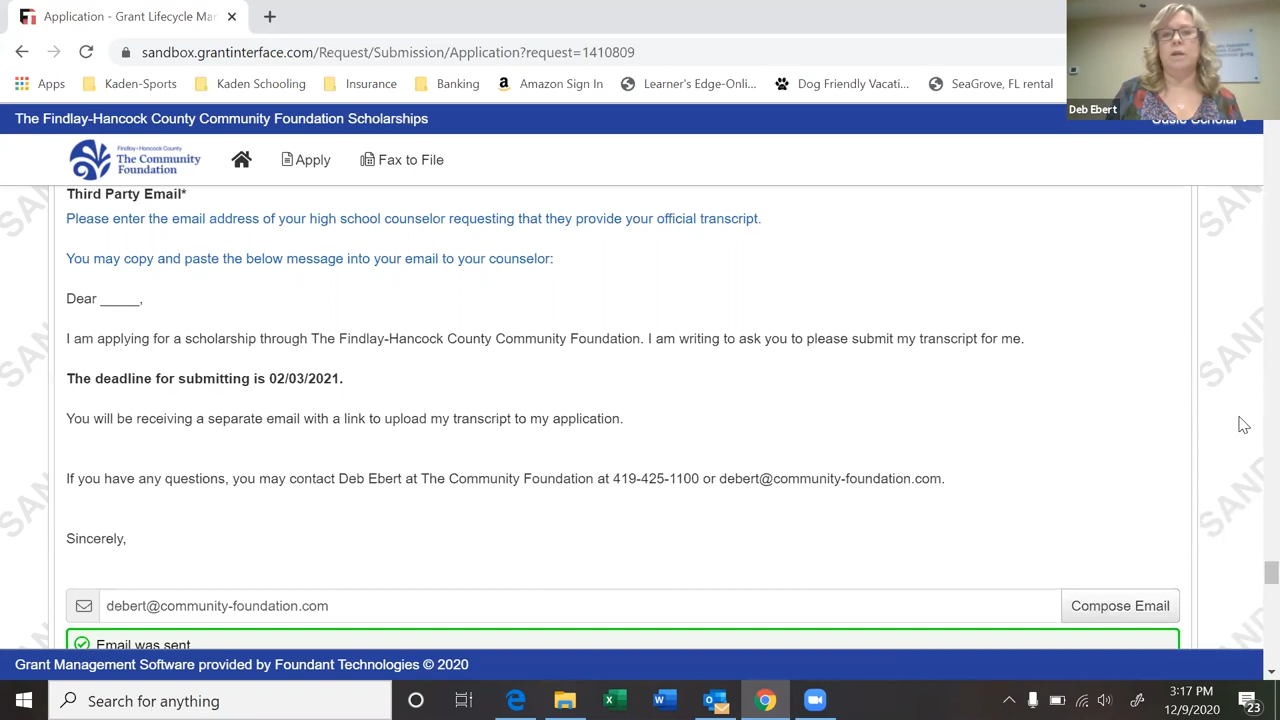 Application - Grant Lifecycle Ma
sandbox.grantinterface.com/Request/Submission/Application?request=1410809
Apps
Kaden-Sports
Kaden Schooling
Insurance
Banking
Amazon Sign In
Learner's Edge-Onli...
Dog Friendly Vacati...
SeaGrove, FL rental
Deb Ebert
The Findlay-Hancock County Community Foundation Scholarships
Susie Scholar
Findlay-Hancock County
The Community
Foundation
Apply
Fax to File
Third Party Email*
Please enter the email address of your high school counselor requesting that they provide your official transcript.
You may copy and paste the below message into your email to your counselor:
Dear _____,
I am applying for a scholarship through The Findlay-Hancock County Community Foundation. I am writing to ask you to please submit my transcript for me.
The deadline for submitting is 02/03/2021.
You will be receiving a separate email with a link to upload my transcript to my application.
If you have any questions, you may contact Deb Ebert at The Community Foundation at 419-425-1100 or debert@community-foundation.com.
Sincerely,
debert@community-foundation.com
Compose Email
Email was sent
Grant Management Software provided by Foundant Technologies © 2020
Search for anything
3:17 PM
12/9/2020
23